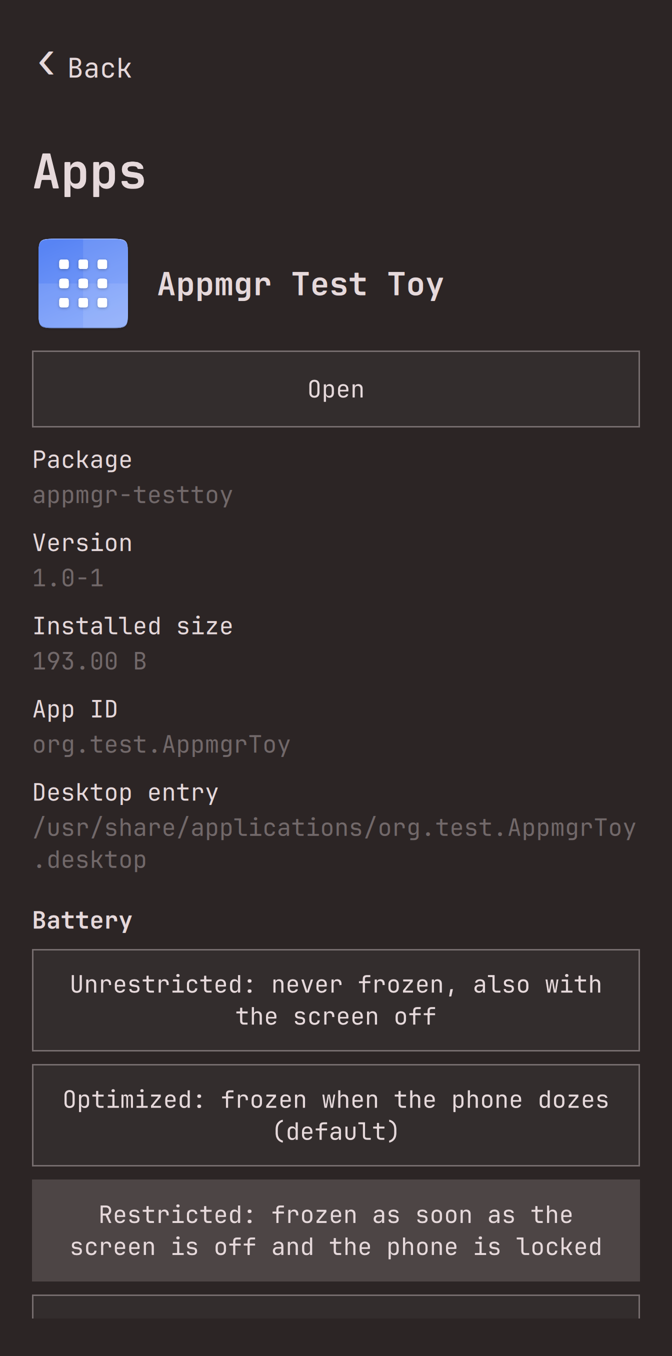 Back
Apps
Appmgr Test Toy
Open
Package
appmgr-testtoy
Version
1.0-1
Installed size
193.00 B
App ID
org.test.AppmgrToy
Desktop entry
/usr/share/applications/org.test.AppmgrToy
.desktop
Battery
Unrestricted: never frozen, also with
the screen off
Optimized: frozen when the phone dozes
(default)
Restricted: frozen as soon as the
screen is off and the phone is locked